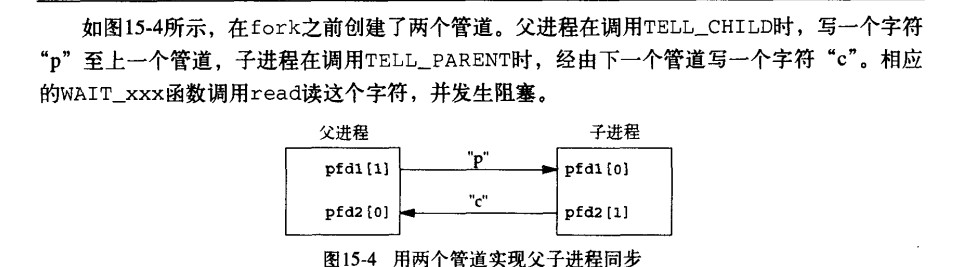 如图15-4所示，在fork之前创建了两个管道。父进程在调用TELL_CHILD时，写一个字符
“p”至上一个管道，子进程在调用TELL_PARENT时，经由下一个管道写一个字符“c”。相应
的WAIT_xxx函数调用read读这个字符，并发生阻塞。
父进程 子进程
pfd1[1] "p" pfd1[0]
pfd2[0] "c" pfd2[1]
图15-4 用两个管道实现父子进程同步